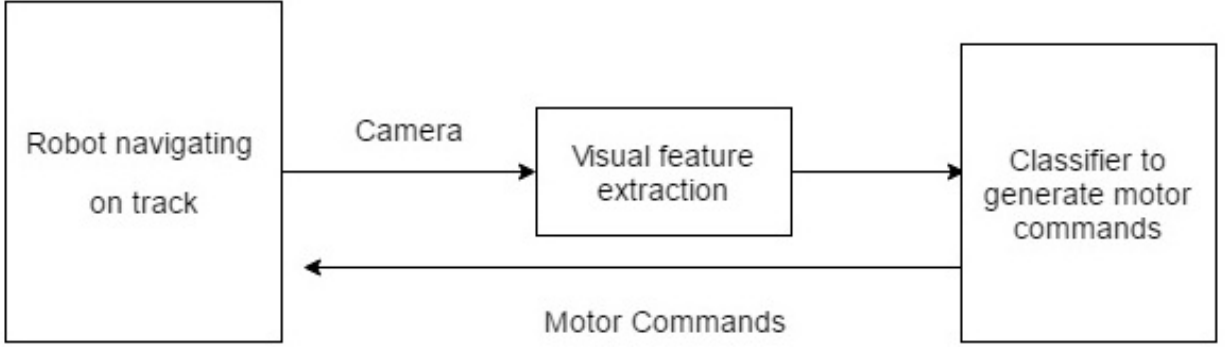 Robot navigating
on track
Camera
Visual feature
extraction
Classifier to
generate motor
commands
Motor Commands